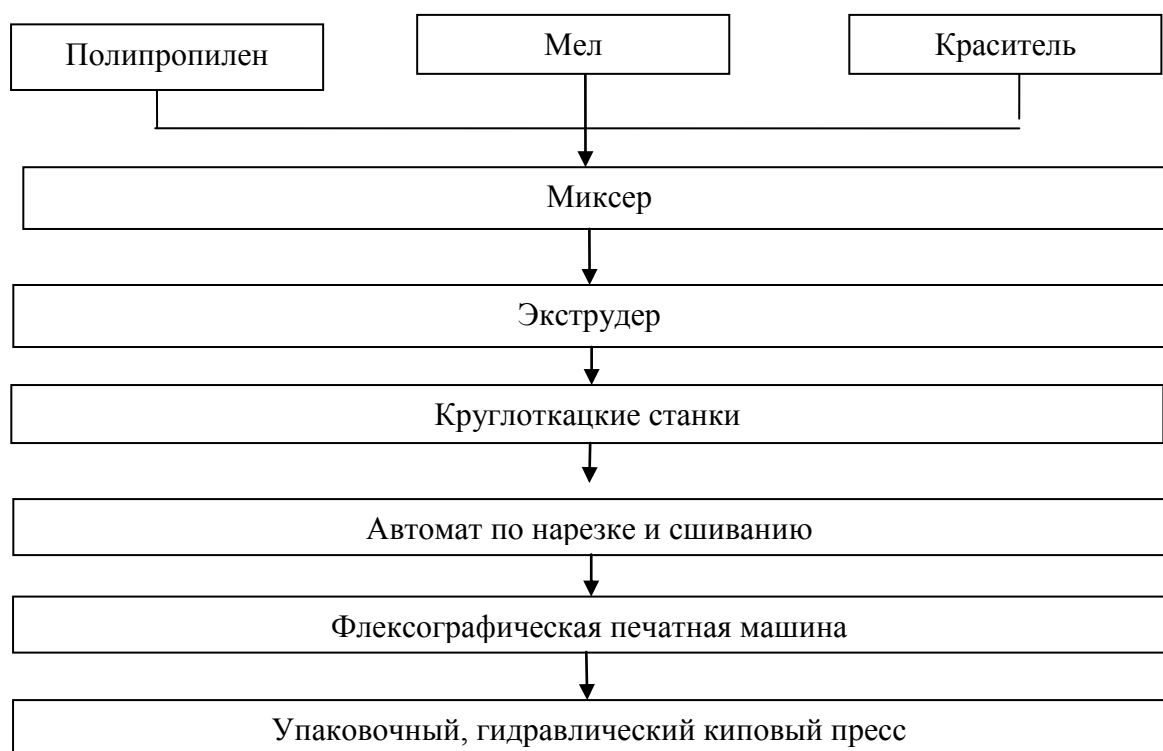 Полипропилен
Мел
Краситель
Миксер
Экструдер
Круглоткацкие станки
Автомат по нарезке и сшиванию
Флексографическая печатная машина
Упаковочный, гидравлический киповый пресс